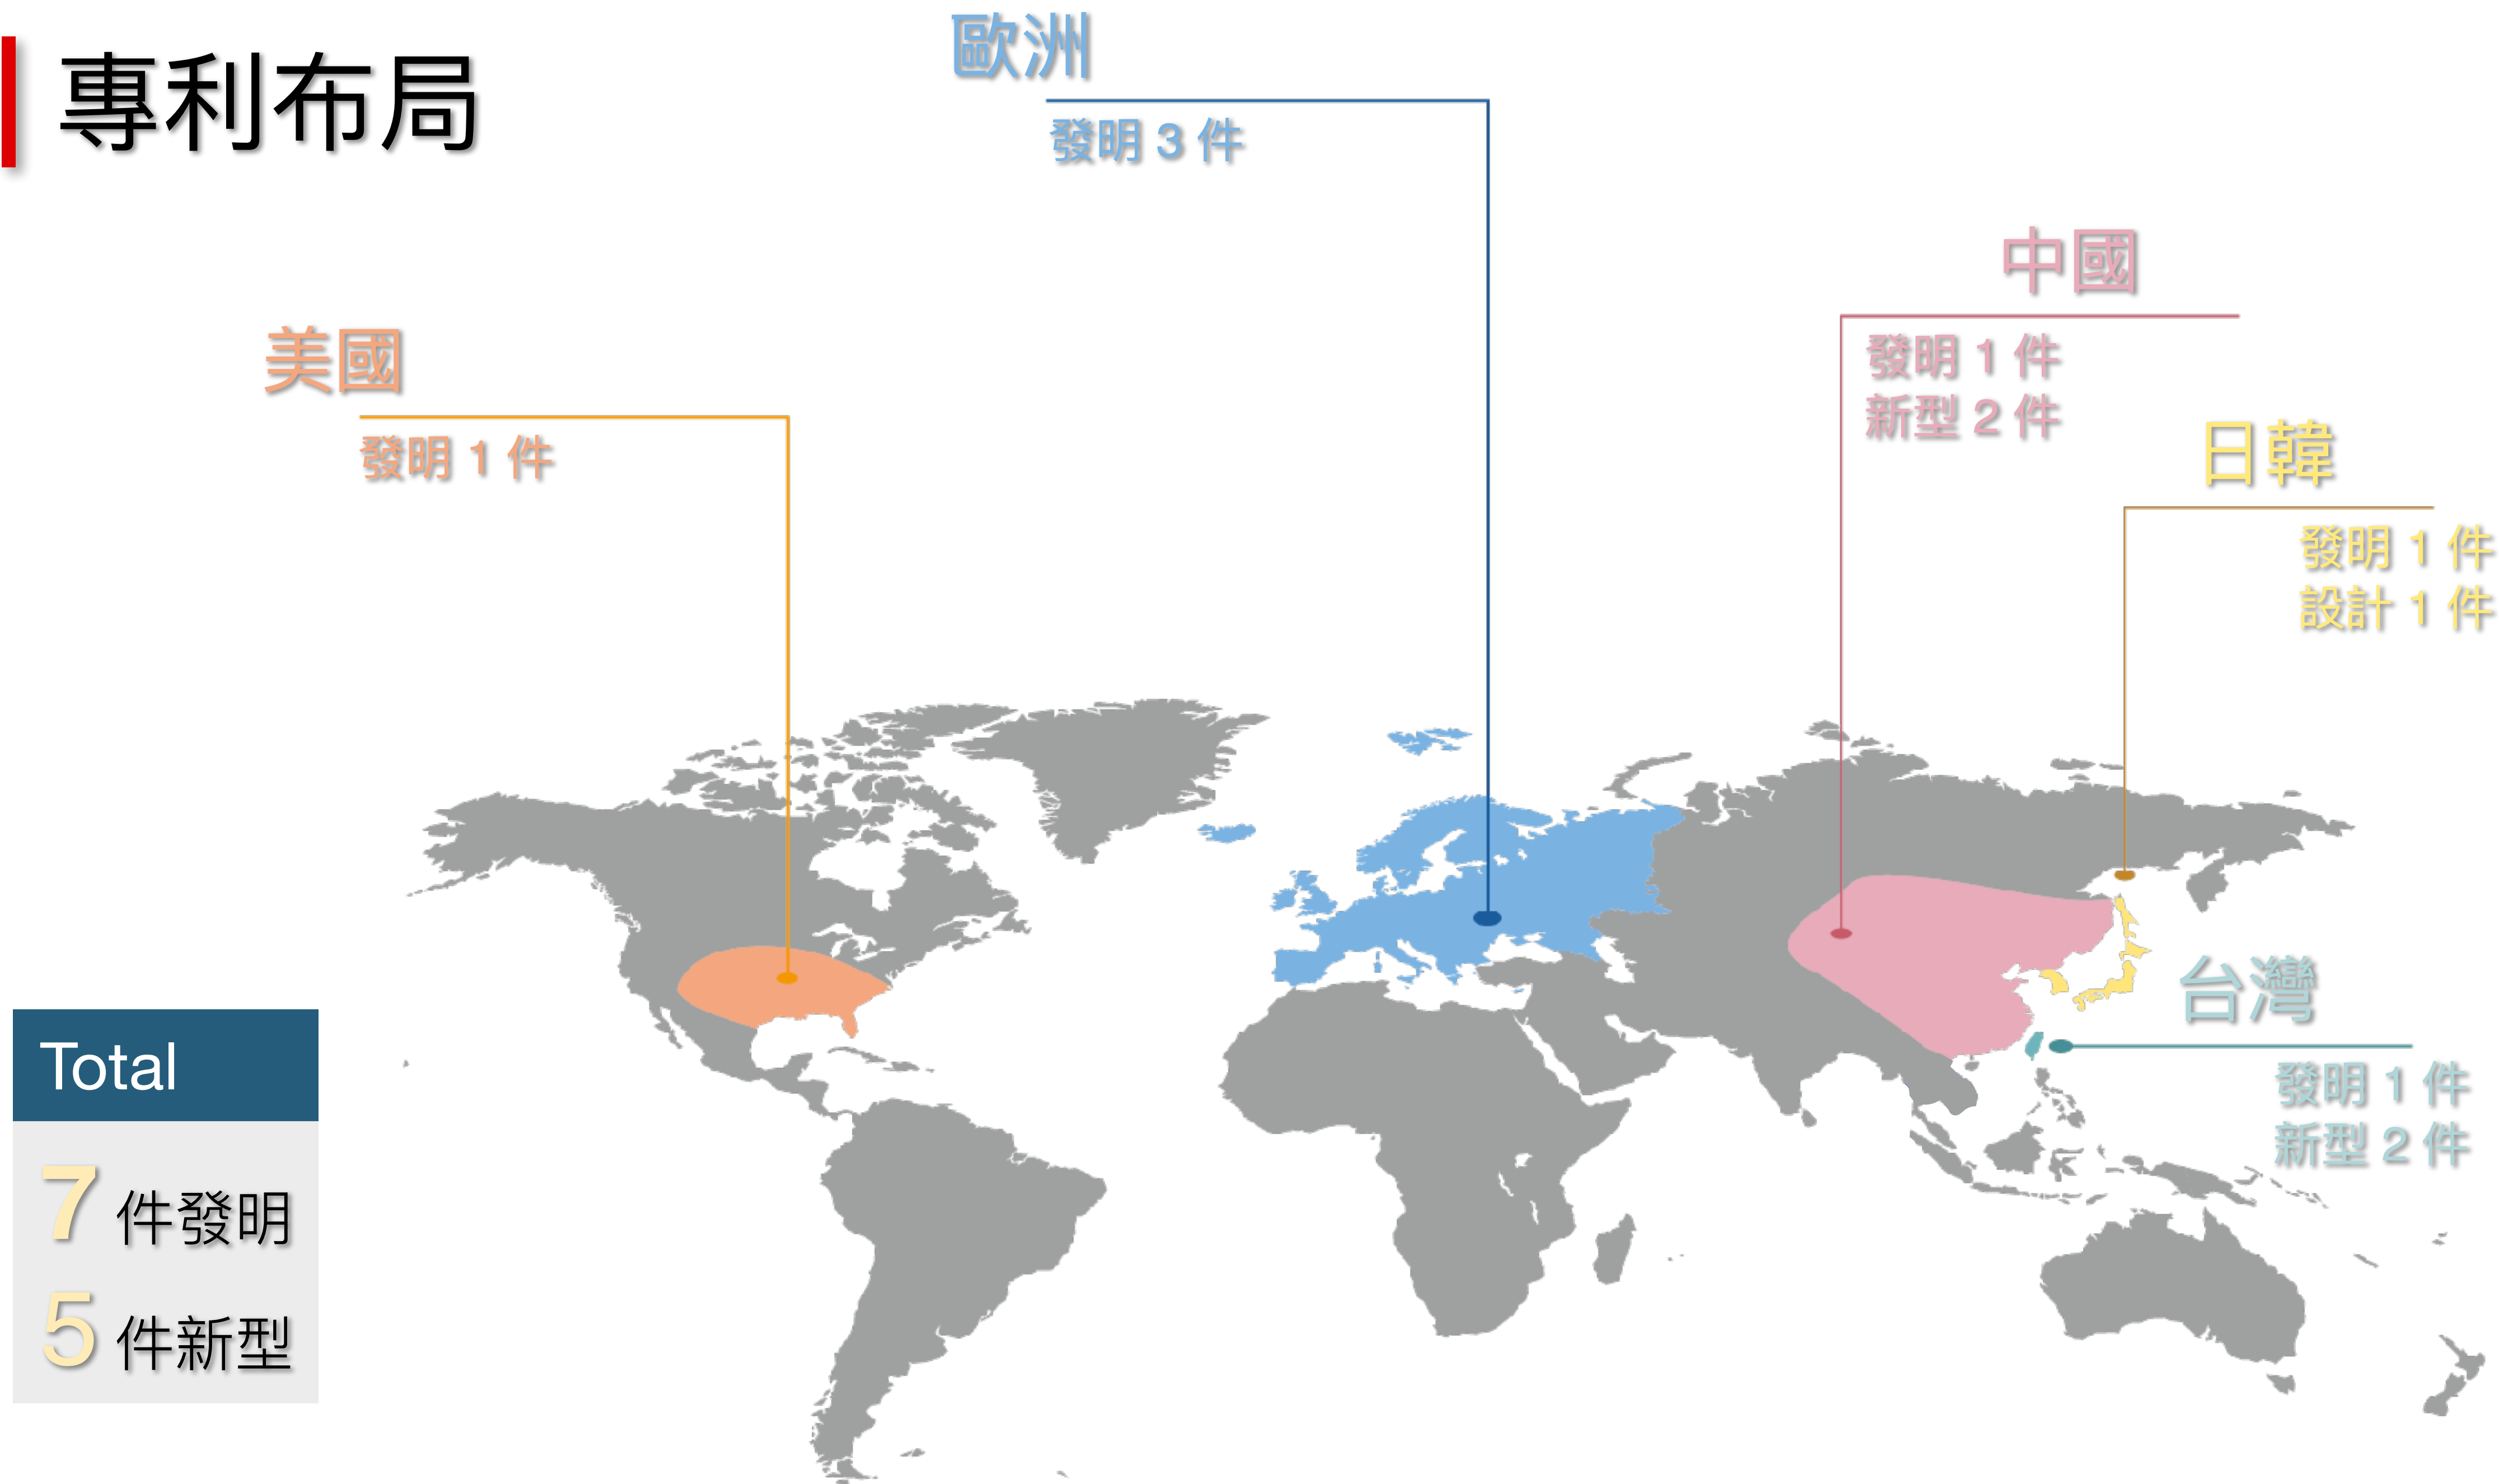 專利布局
歐洲
發明 3 件
中國
發明 1 件
新型 2 件
美國
發明 1 件
日韓
發明 1 件
設計 1 件
台灣
發明 1 件
新型 2 件
Total
7 件發明
5 件新型